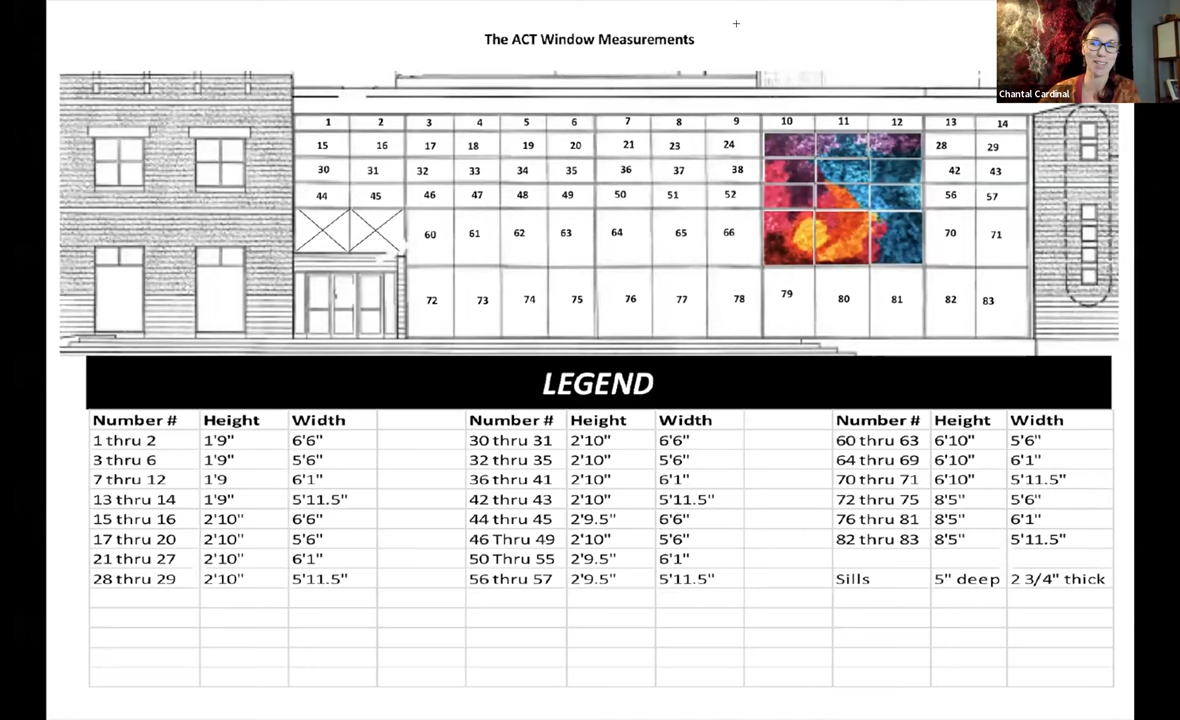 The ACT Window Measurements
Chantal Cardinal
1 2 3 4 5 6 7 8 9 10 11 12 13 14
15 16 17 18 19 20 21 23 24 28 29
30 31 32 33 34 35 36 37 38 42 43
44 45 46 47 48 49 50 51 52 56 57
60 61 62 63 64 65 66 70 71
72 73 74 75 76 77 78 79 80 81 82 83
LEGEND
Number # Height Width Number # Height Width Number # Height Width
1 thru 2 1'9" 6'6" 30 thru 31 2'10" 6'6" 60 thru 63 6'10" 5'6"
3 thru 6 1'9" 5'6" 32 thru 35 2'10" 5'6" 64 thru 69 6'10" 6'1"
7 thru 12 1'9 6'1" 36 thru 41 2'10" 6'1" 70 thru 71 6'10" 5'11.5"
13 thru 14 1'9" 5'11.5" 42 thru 43 2'10" 5'11.5" 72 thru 75 8'5" 5'6"
15 thru 16 2'10" 6'6" 44 thru 45 2'9.5" 6'6" 76 thru 81 8'5" 6'1"
17 thru 20 2'10" 5'6" 46 Thru 49 2'10" 5'6" 82 thru 83 8'5" 5'11.5"
21 thru 27 2'10" 6'1" 50 Thru 55 2'9.5" 6'1"
28 thru 29 2'10" 5'11.5" 56 thru 57 2'9.5" 5'11.5" Sills 5" deep 2 3/4" thick